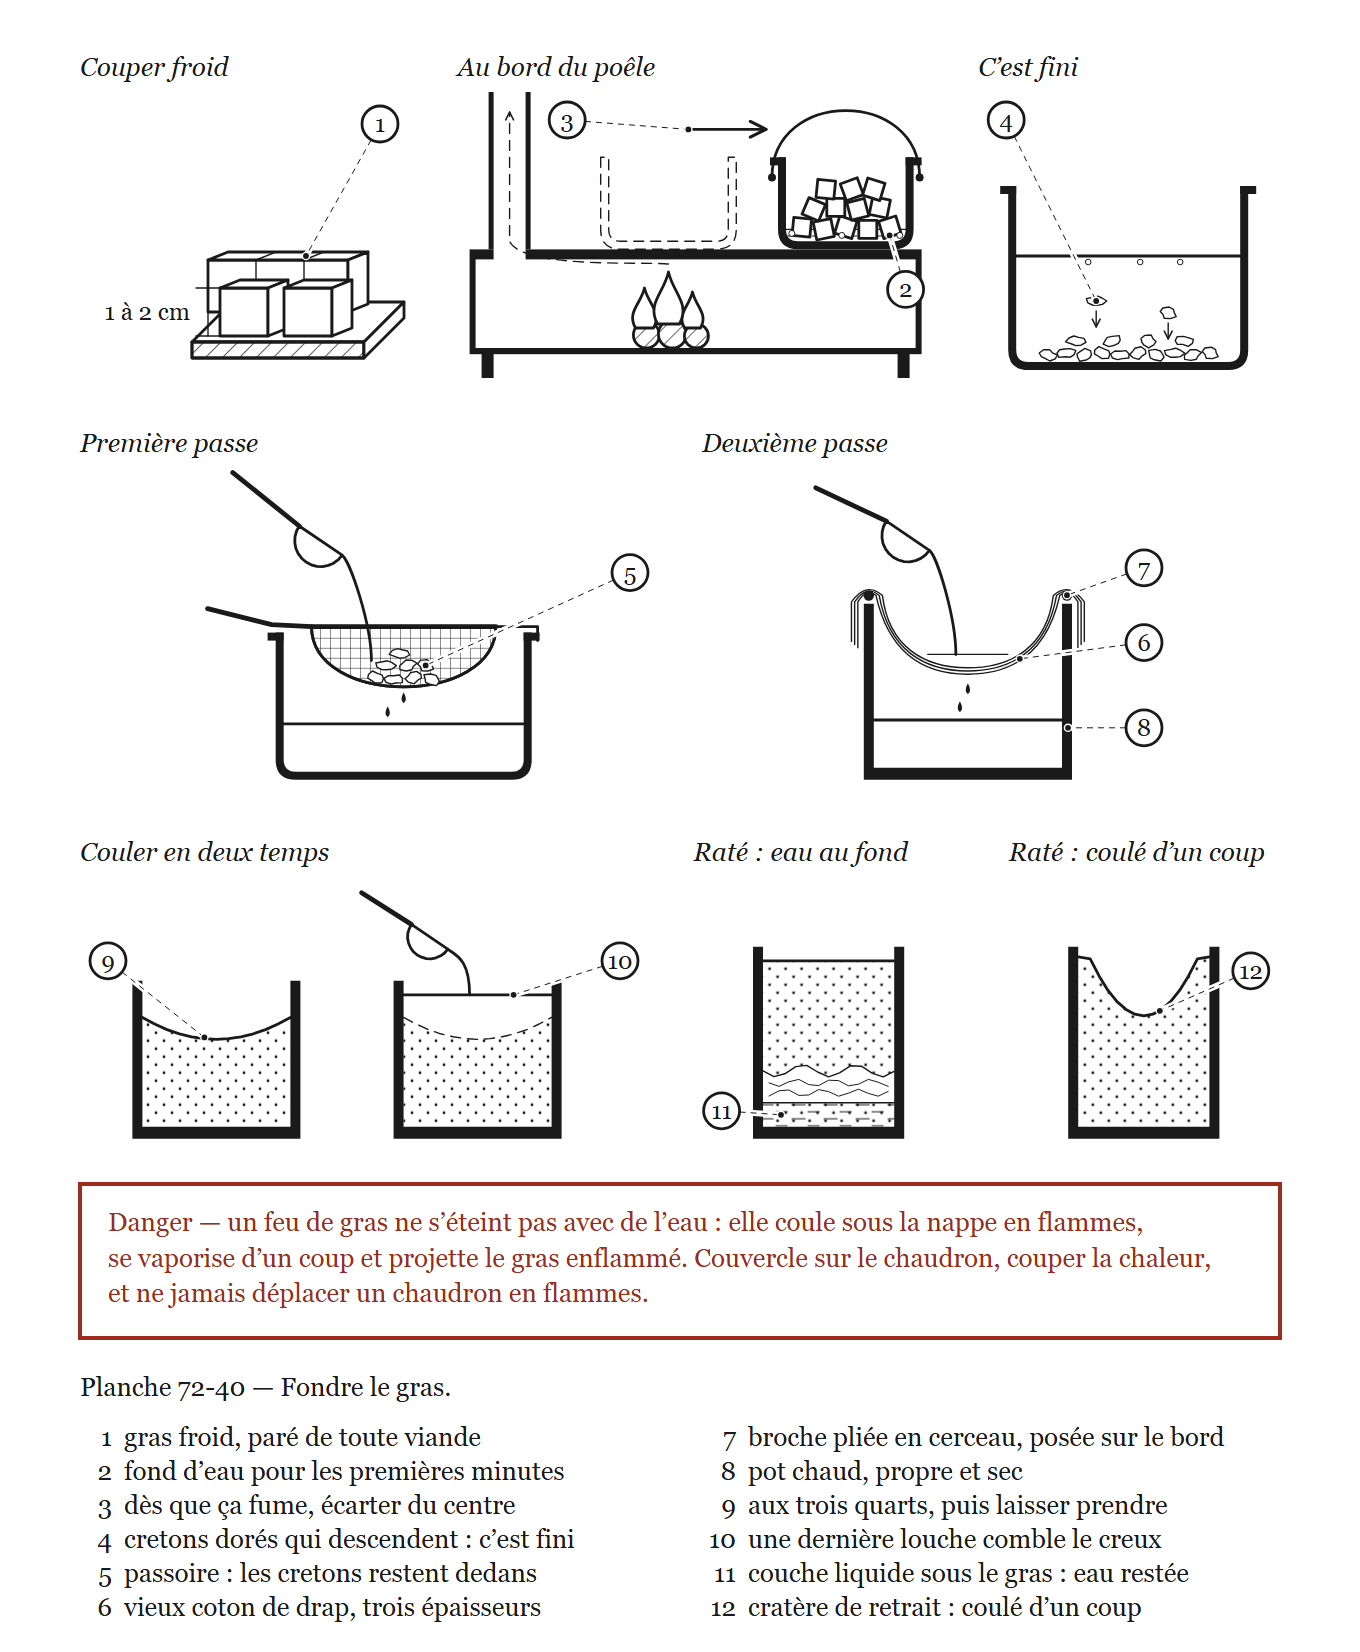 Couper froid
Au bord du poêle
C’est fini
1
3
4
1 à 2 cm
2
Première passe
Deuxième passe
5
7
6
8
Couler en deux temps
Raté : eau au fond
Raté : coulé d’un coup
9
10
12
11
Danger — un feu de gras ne s’éteint pas avec de l’eau : elle coule sous la nappe en flammes,
se vaporise d’un coup et projette le gras enflammé. Couvercle sur le chaudron, couper la chaleur,
et ne jamais déplacer un chaudron en flammes.
Planche 72-40 — Fondre le gras.
1 gras froid, paré de toute viande
2 fond d’eau pour les premières minutes
3 dès que ça fume, écarter du centre
4 cretons dorés qui descendent : c’est fini
5 passoire : les cretons restent dedans
6 vieux coton de drap, trois épaisseurs
7 broche pliée en cerceau, posée sur le bord
8 pot chaud, propre et sec
9 aux trois quarts, puis laisser prendre
10 une dernière louche comble le creux
11 couche liquide sous le gras : eau restée
12 cratère de retrait : coulé d’un coup